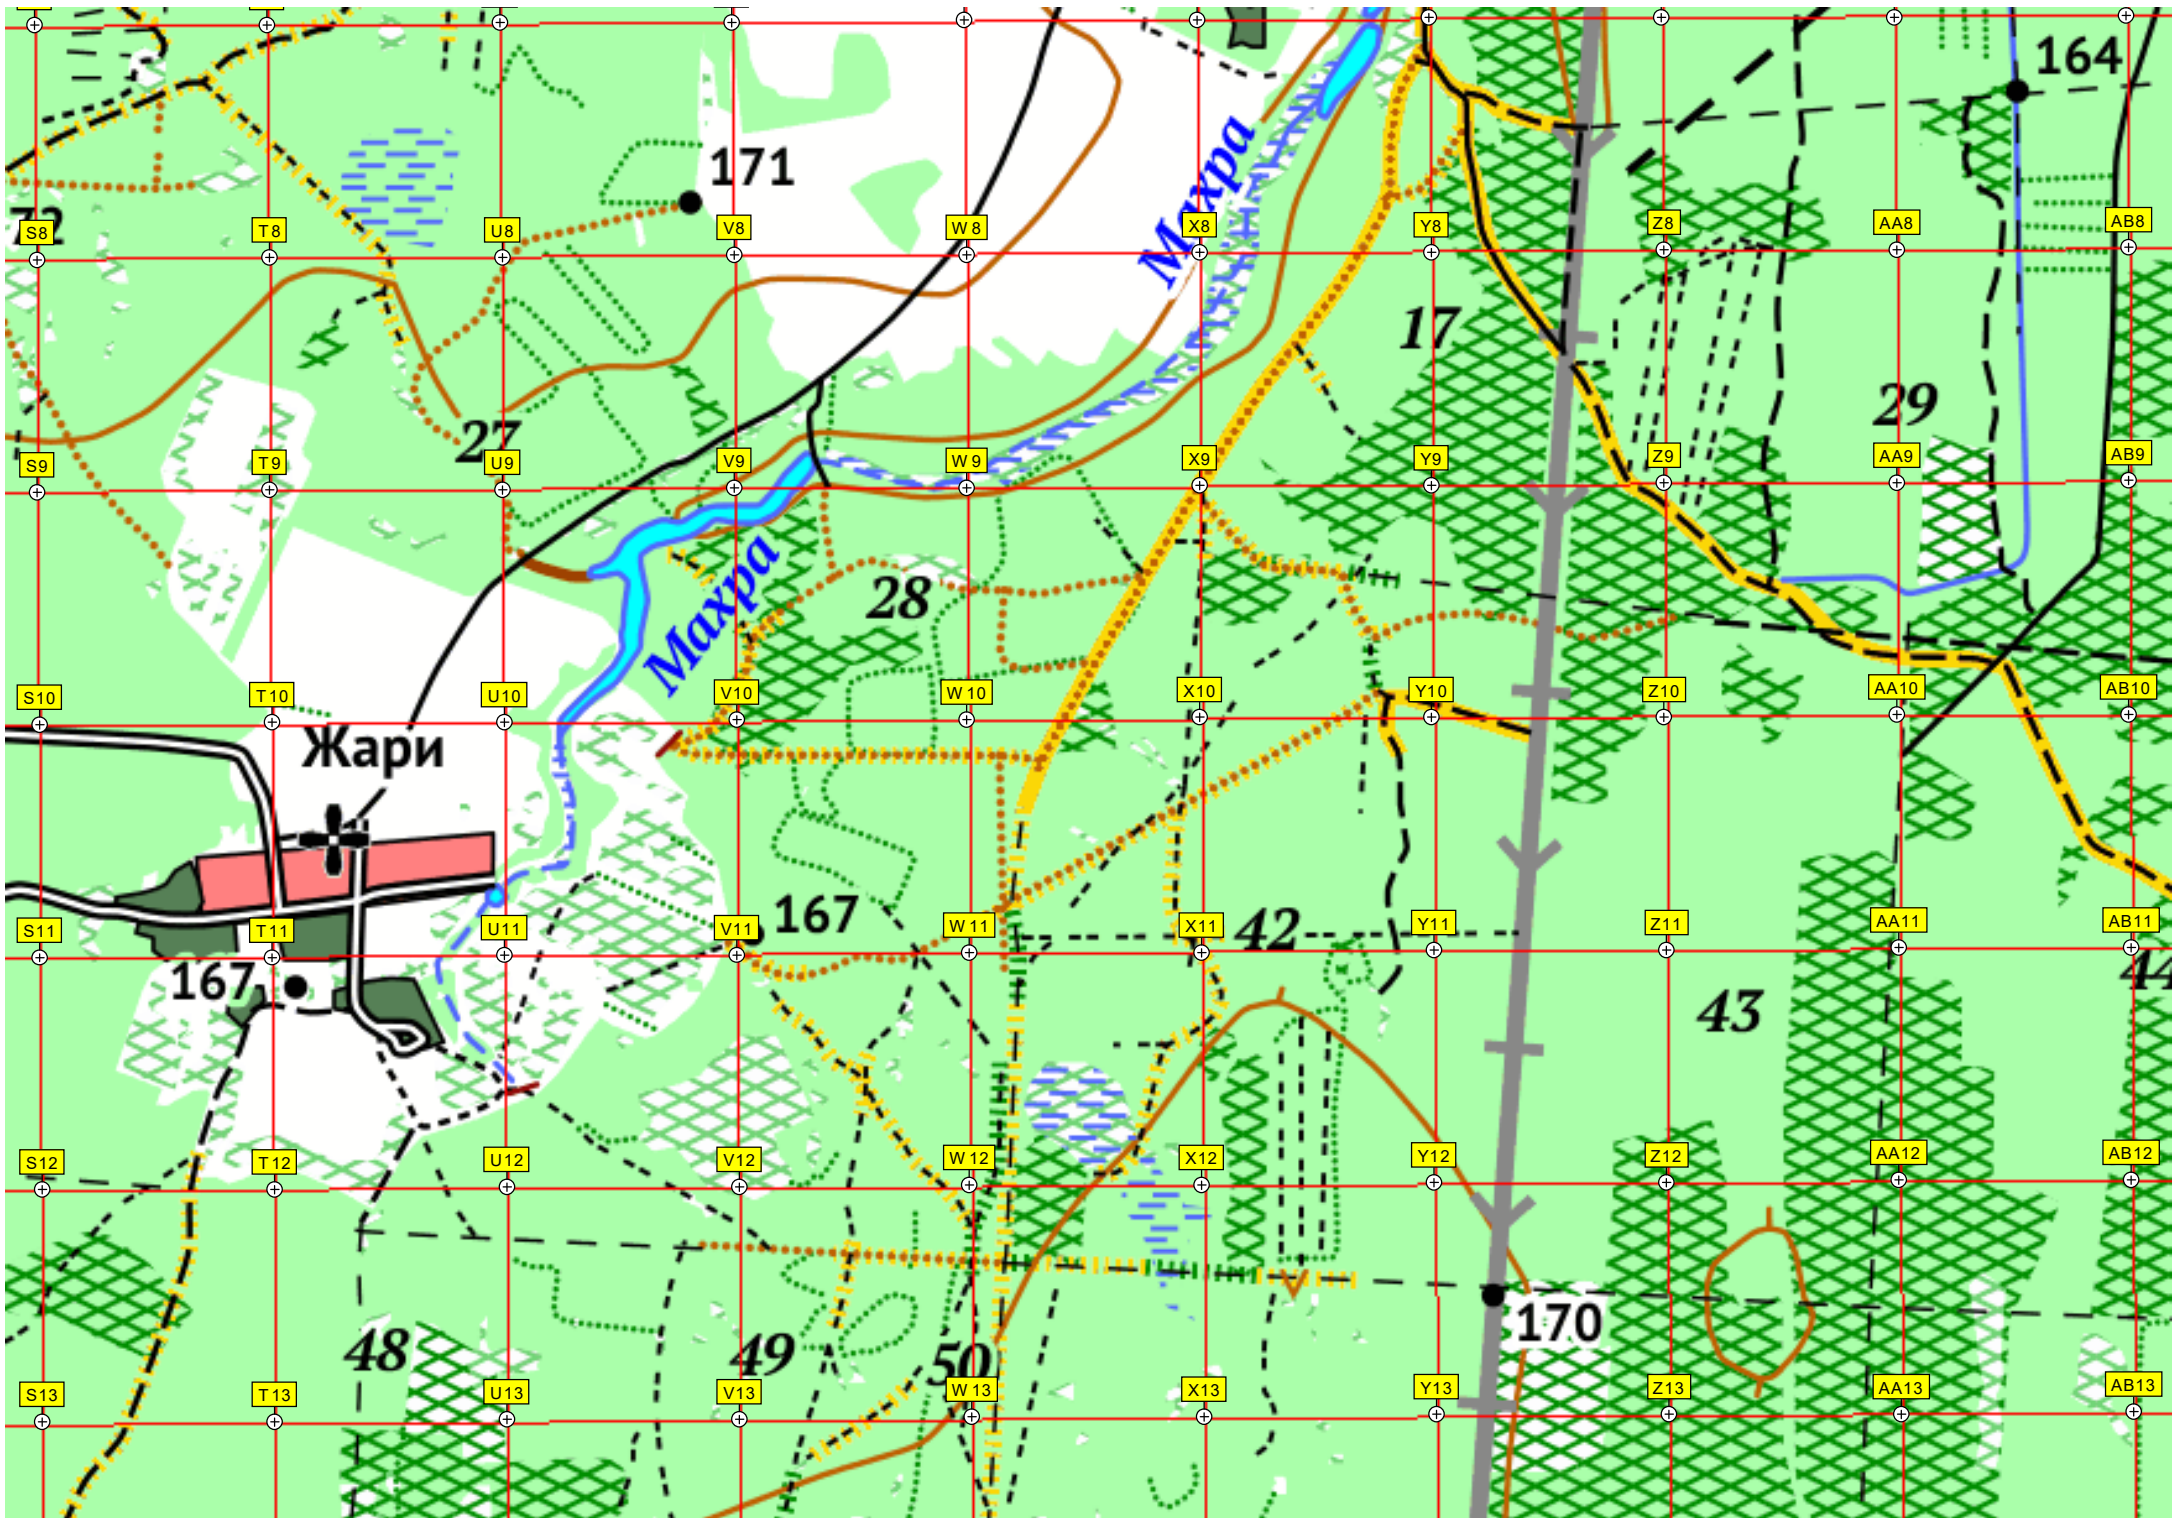 164
171
Махра
72
S8
T8
U8
V8
W8
X8
Y8
Z8
AA8
AB8
17
29
27
S9
T9
U9
V9
W9
X9
Y9
Z9
AA9
AB9
Махра
28
S10
T10
U10
V10
W10
X10
Y10
Z10
AA10
AB10
Жари
167
42
S11
T11
U11
V11
W11
X11
Y11
Z11
AA11
AB11
167
43
44
S12
T12
U12
V12
W12
X12
Y12
Z12
AA12
AB12
170
48
49
50
S13
T13
U13
V13
W13
X13
Y13
Z13
AA13
AB13